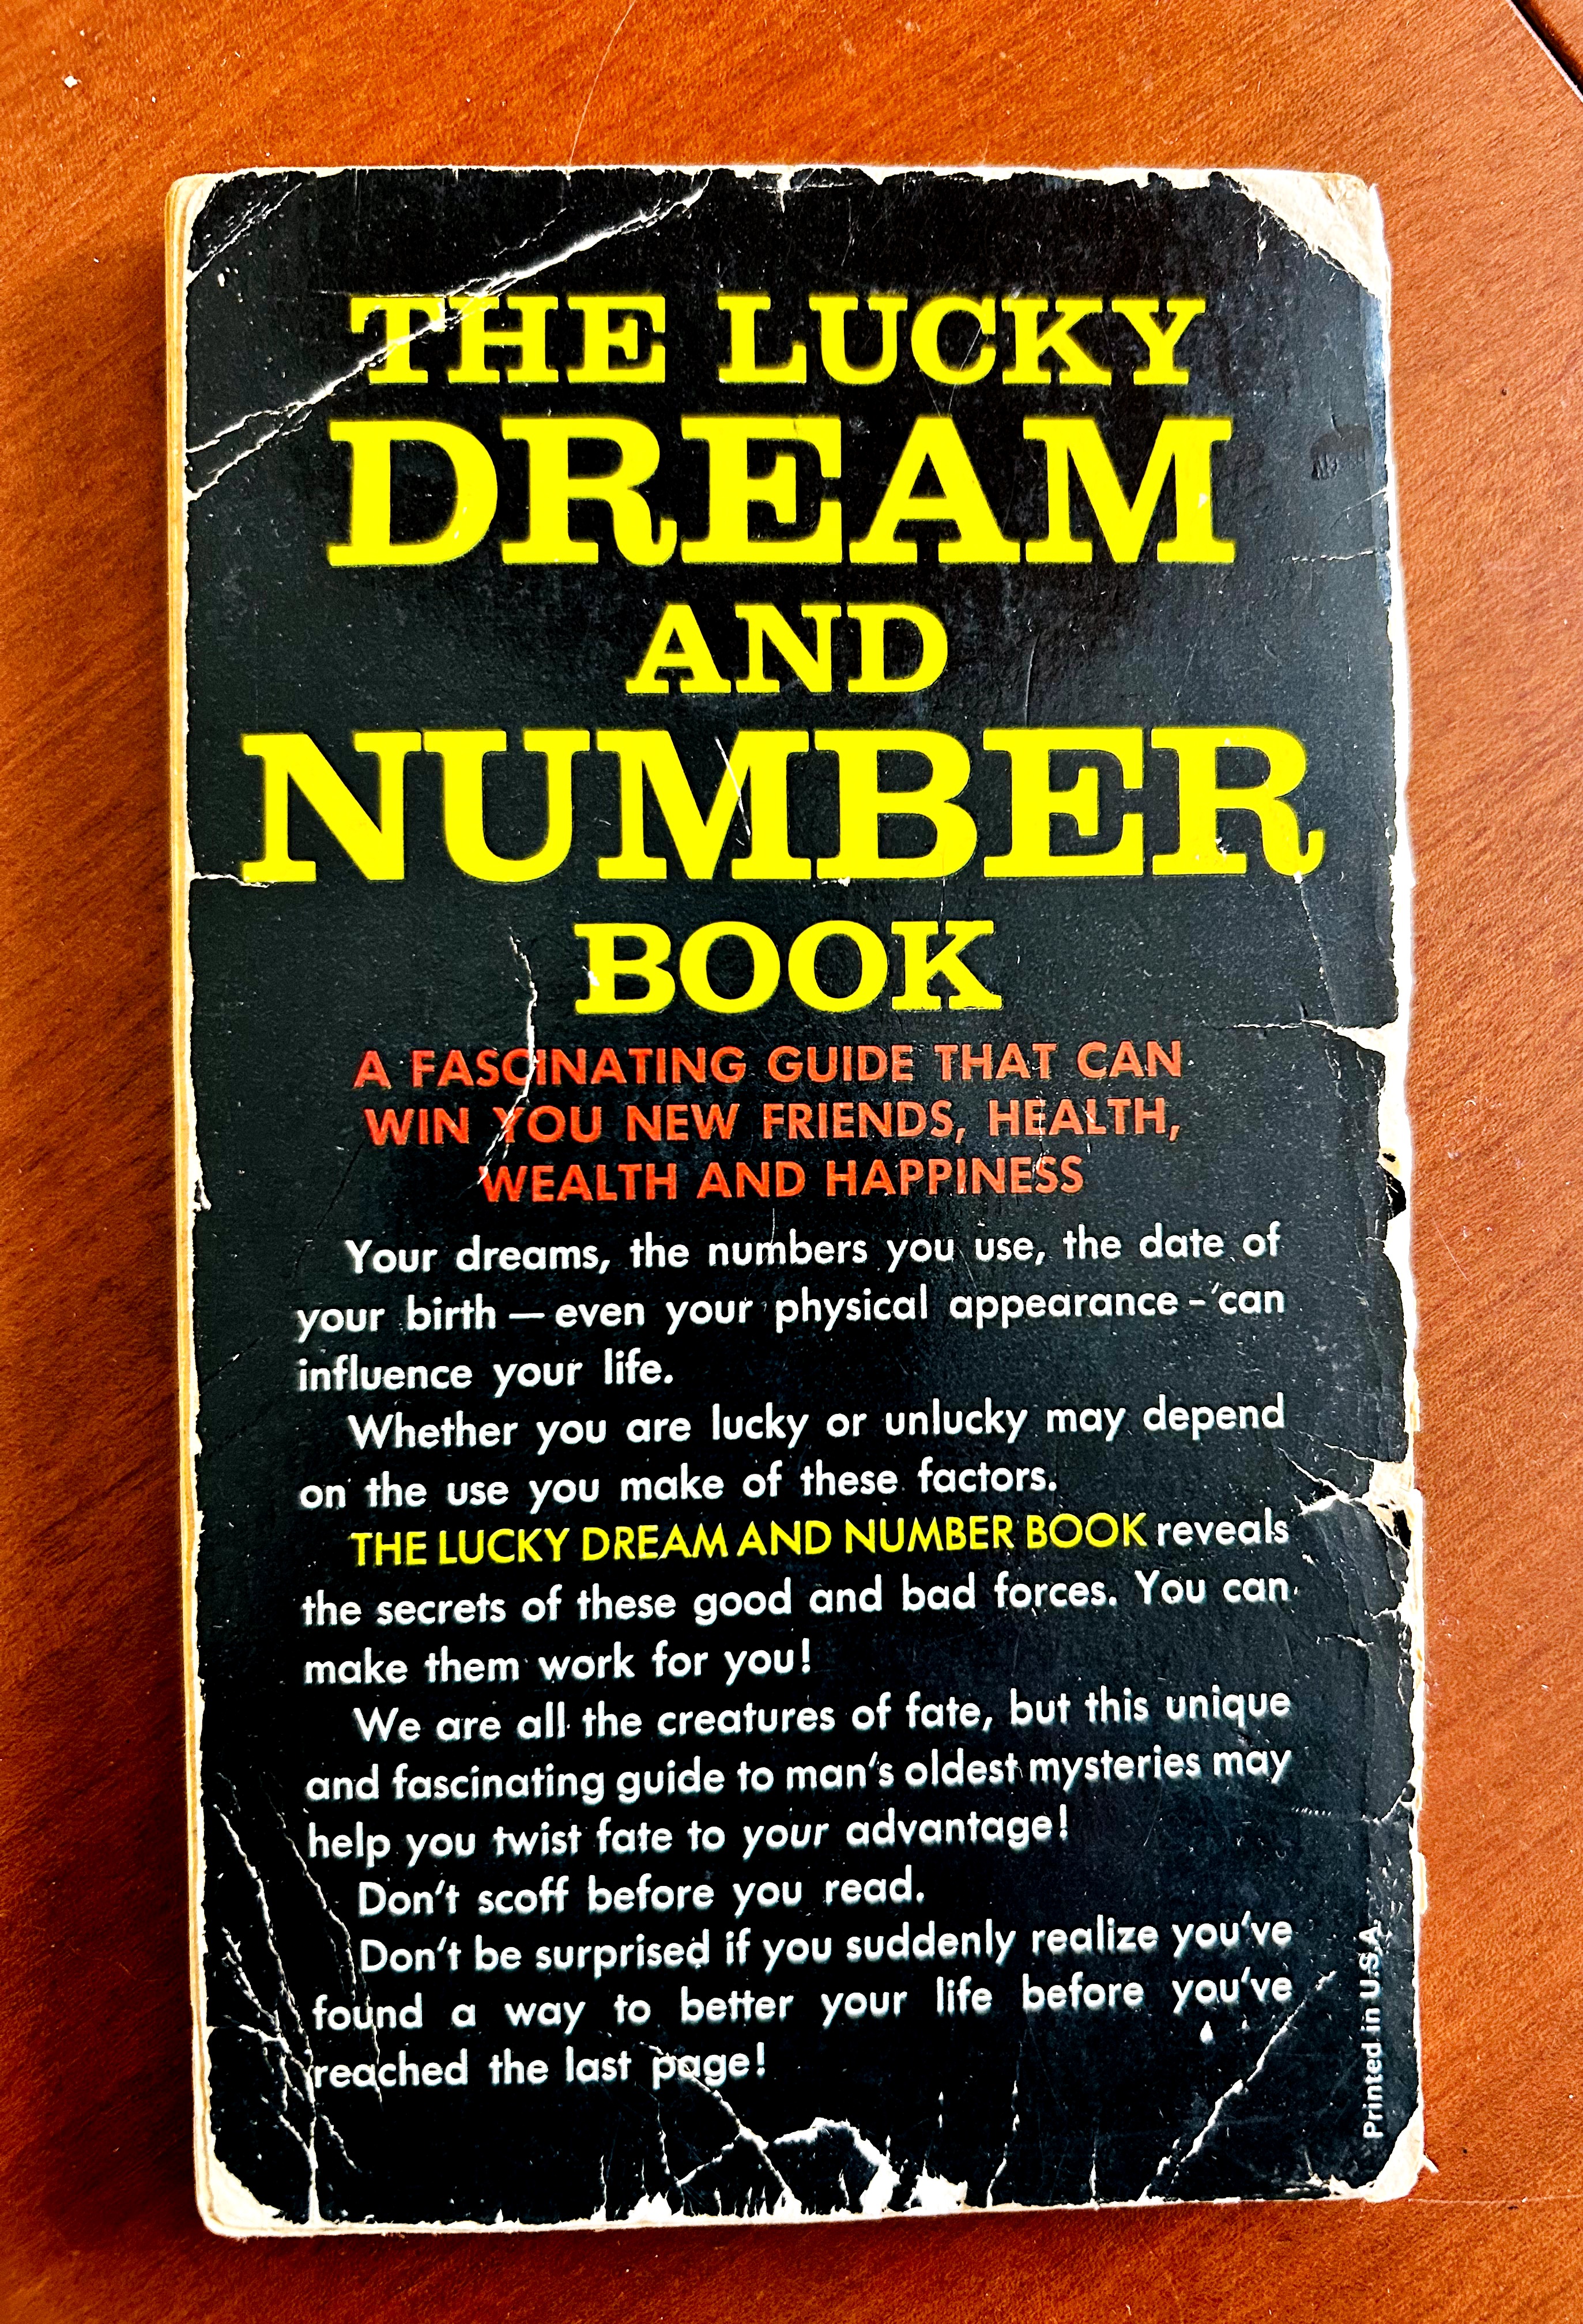 THE LUCKY
DREAM
AND
NUMBER
BOOK
A FASCINATING GUIDE THAT CAN
WIN YOU NEW FRIENDS, HEALTH,
WEALTH AND HAPPINESS
Your dreams, the numbers you use, the date of
your birth — even your physical appearance - can
influence your life.
Whether you are lucky or unlucky may depend
on the use you make of these factors.
THE LUCKY DREAM AND NUMBER BOOK reveals
the secrets of these good and bad forces. You can
make them work for you!
We are all the creatures of fate, but this unique
and fascinating guide to man's oldest mysteries may
help you twist fate to your advantage!
Don't scoff before you read.
Don't be surprised if you suddenly realize you've
found a way to better your life before you've
reached the last page!
Printed in U.S.A.